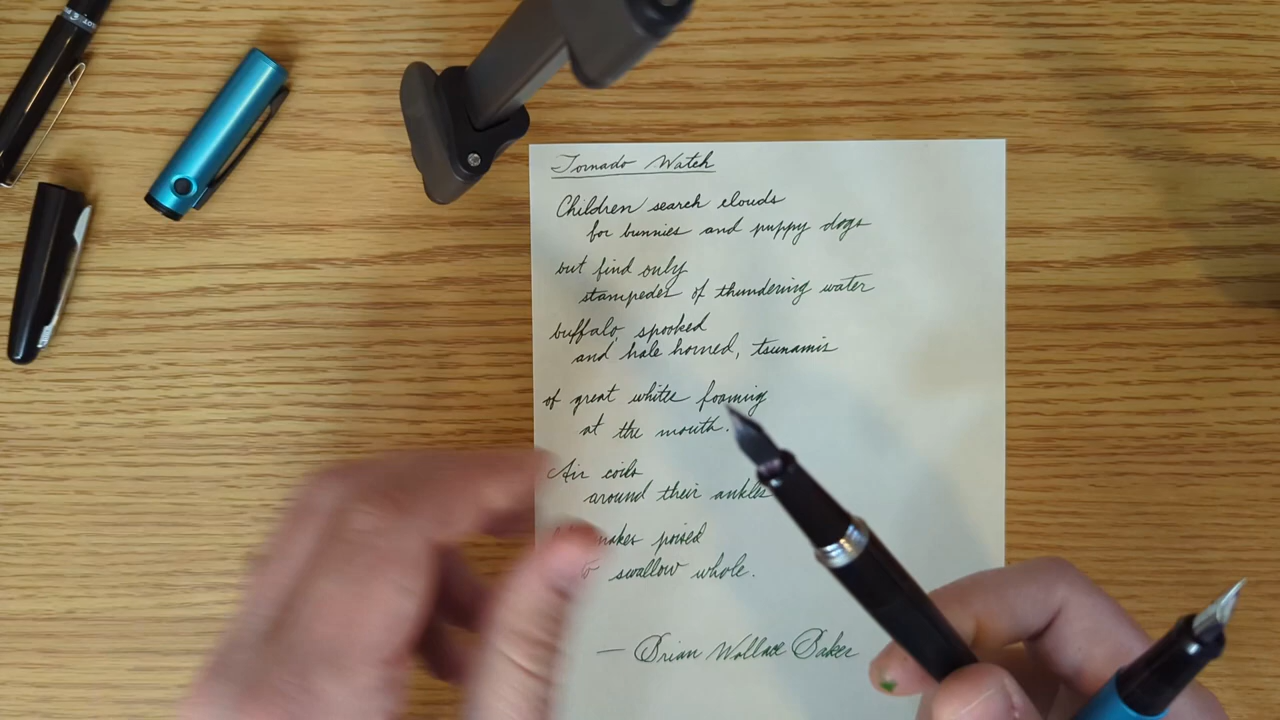 Tornado Watch
Children search clouds
for bunnies and puppy dogs
but find only
stampedes of thundering water
buffalo, spooked
and hale horned, tsunamis
of great whites foaming
at the mouth.
Air coils
around their ankles
snakes poised
swallow whole.
— Brian Wallace Baker